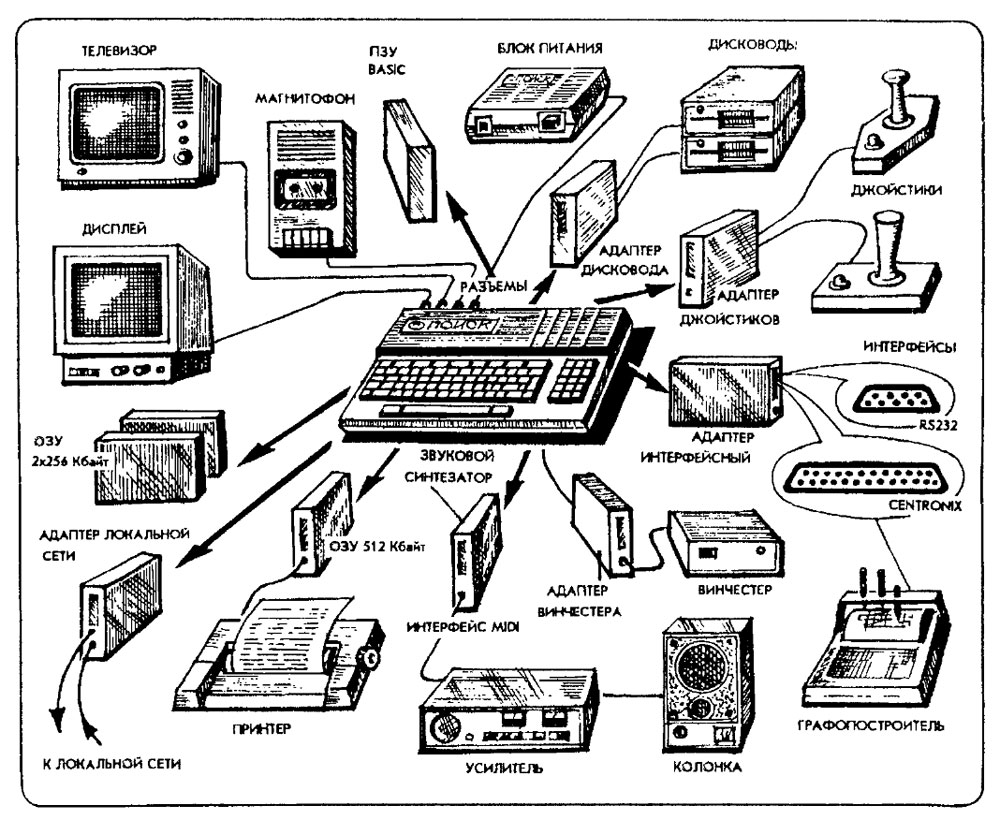 ТЕЛЕВИЗОР
МАГНИТОФОН
ПЗУ
BASIC
БЛОК ПИТАНИЯ
ДИСКОВОДЫ
ДЖОЙСТИКИ
ДИСПЛЕЙ
РАЗЪЕМЫ
АДАПТЕР
ДИСКОВОДА
АДАПТЕР
ДЖОЙСТИКОВ
ПОИСК
ИНТЕРФЕЙСЫ
RS232
АДАПТЕР
ИНТЕРФЕЙСНЫЙ
CENTRONIX
ОЗУ
2x256 Кбайт
ЗВУКОВОЙ
СИНТЕЗАТОР
АДАПТЕР ЛОКАЛЬНОЙ
СЕТИ
ОЗУ 512 Кбайт
ИНТЕРФЕЙС MIDI
АДАПТЕР
ВИНЧЕСТЕРА
ВИНЧЕСТЕР
ПРИНТЕР
ГРАФОПОСТРОИТЕЛЬ
К ЛОКАЛЬНОЙ СЕТИ
УСИЛИТЕЛЬ
КОЛОНКА